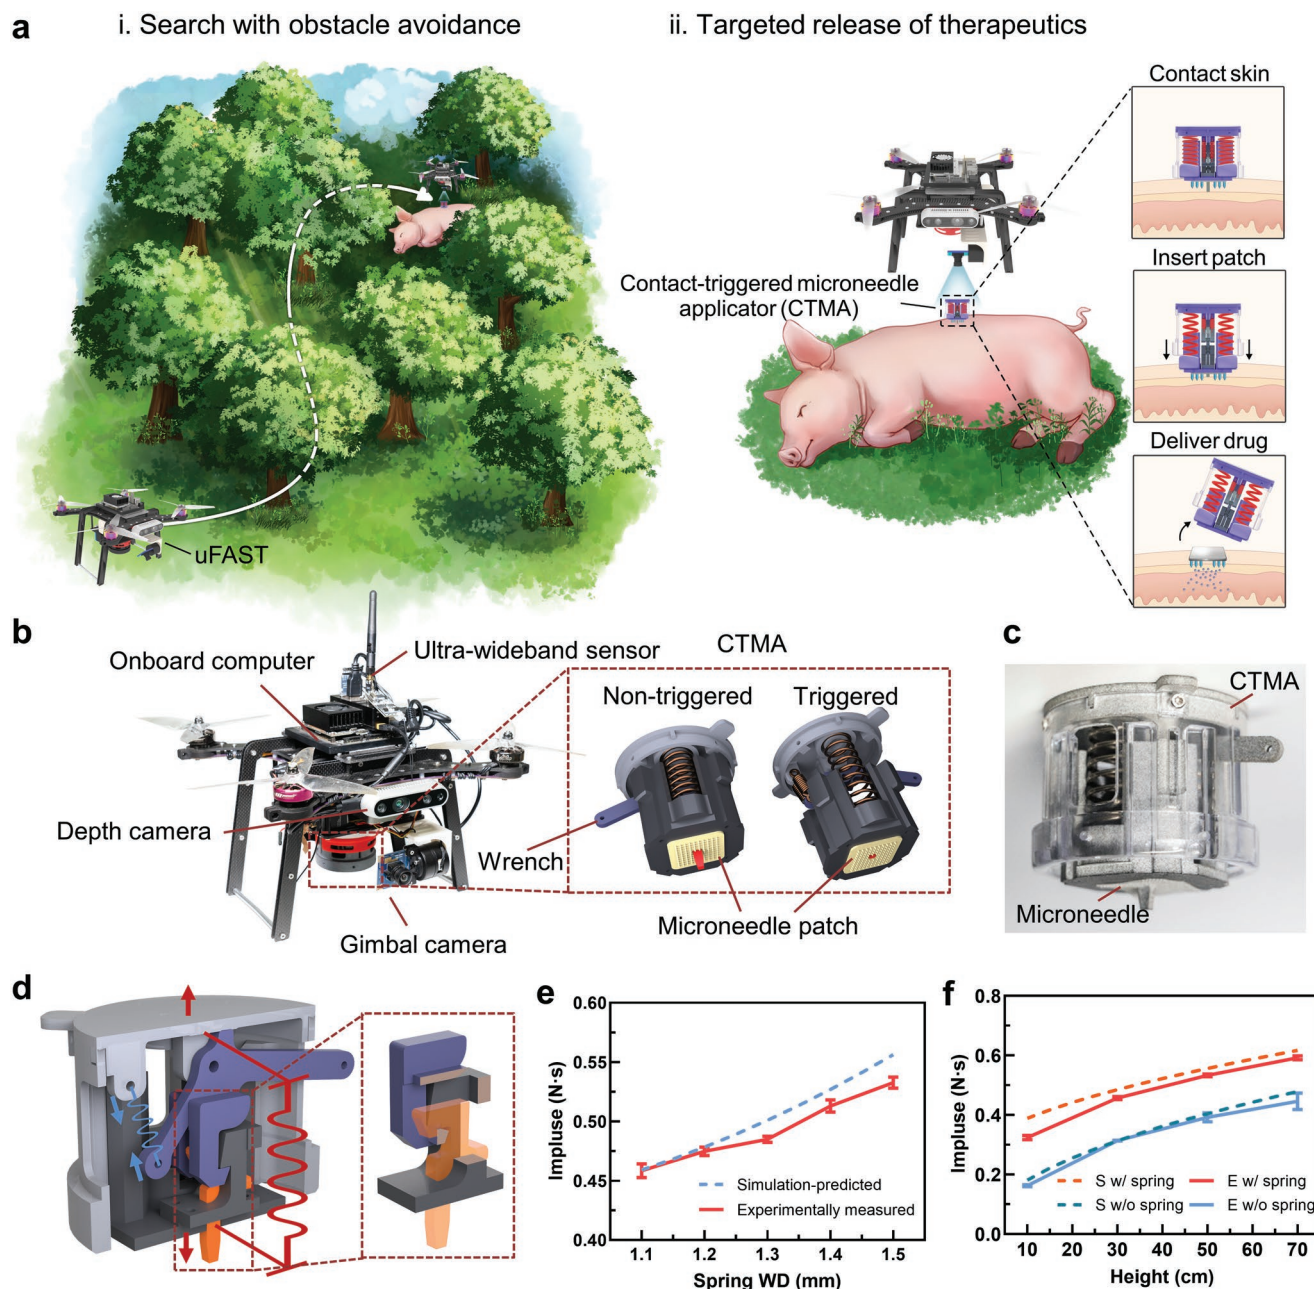 a
i. Search with obstacle avoidance
ii. Targeted release of therapeutics
Contact skin
Contact-triggered microneedle
applicator (CTMA)
Insert patch
Deliver drug
uFAST
b
Onboard computer
Ultra-wideband sensor
CTMA
Non-triggered
Triggered
Depth camera
Wrench
Gimbal camera
Microneedle patch
c
CTMA
Microneedle
d
e
Impluse (N·s)
0.60
0.55
0.50
0.45
0.40
Simulation-predicted
Experimentally measured
1.1 1.2 1.3 1.4 1.5
Spring WD (mm)
f
Impluse (N·s)
0.8
0.6
0.4
0.2
0.0
S w/ spring E w/ spring
S w/o spring E w/o spring
10 20 30 40 50 60 70
Height (cm)